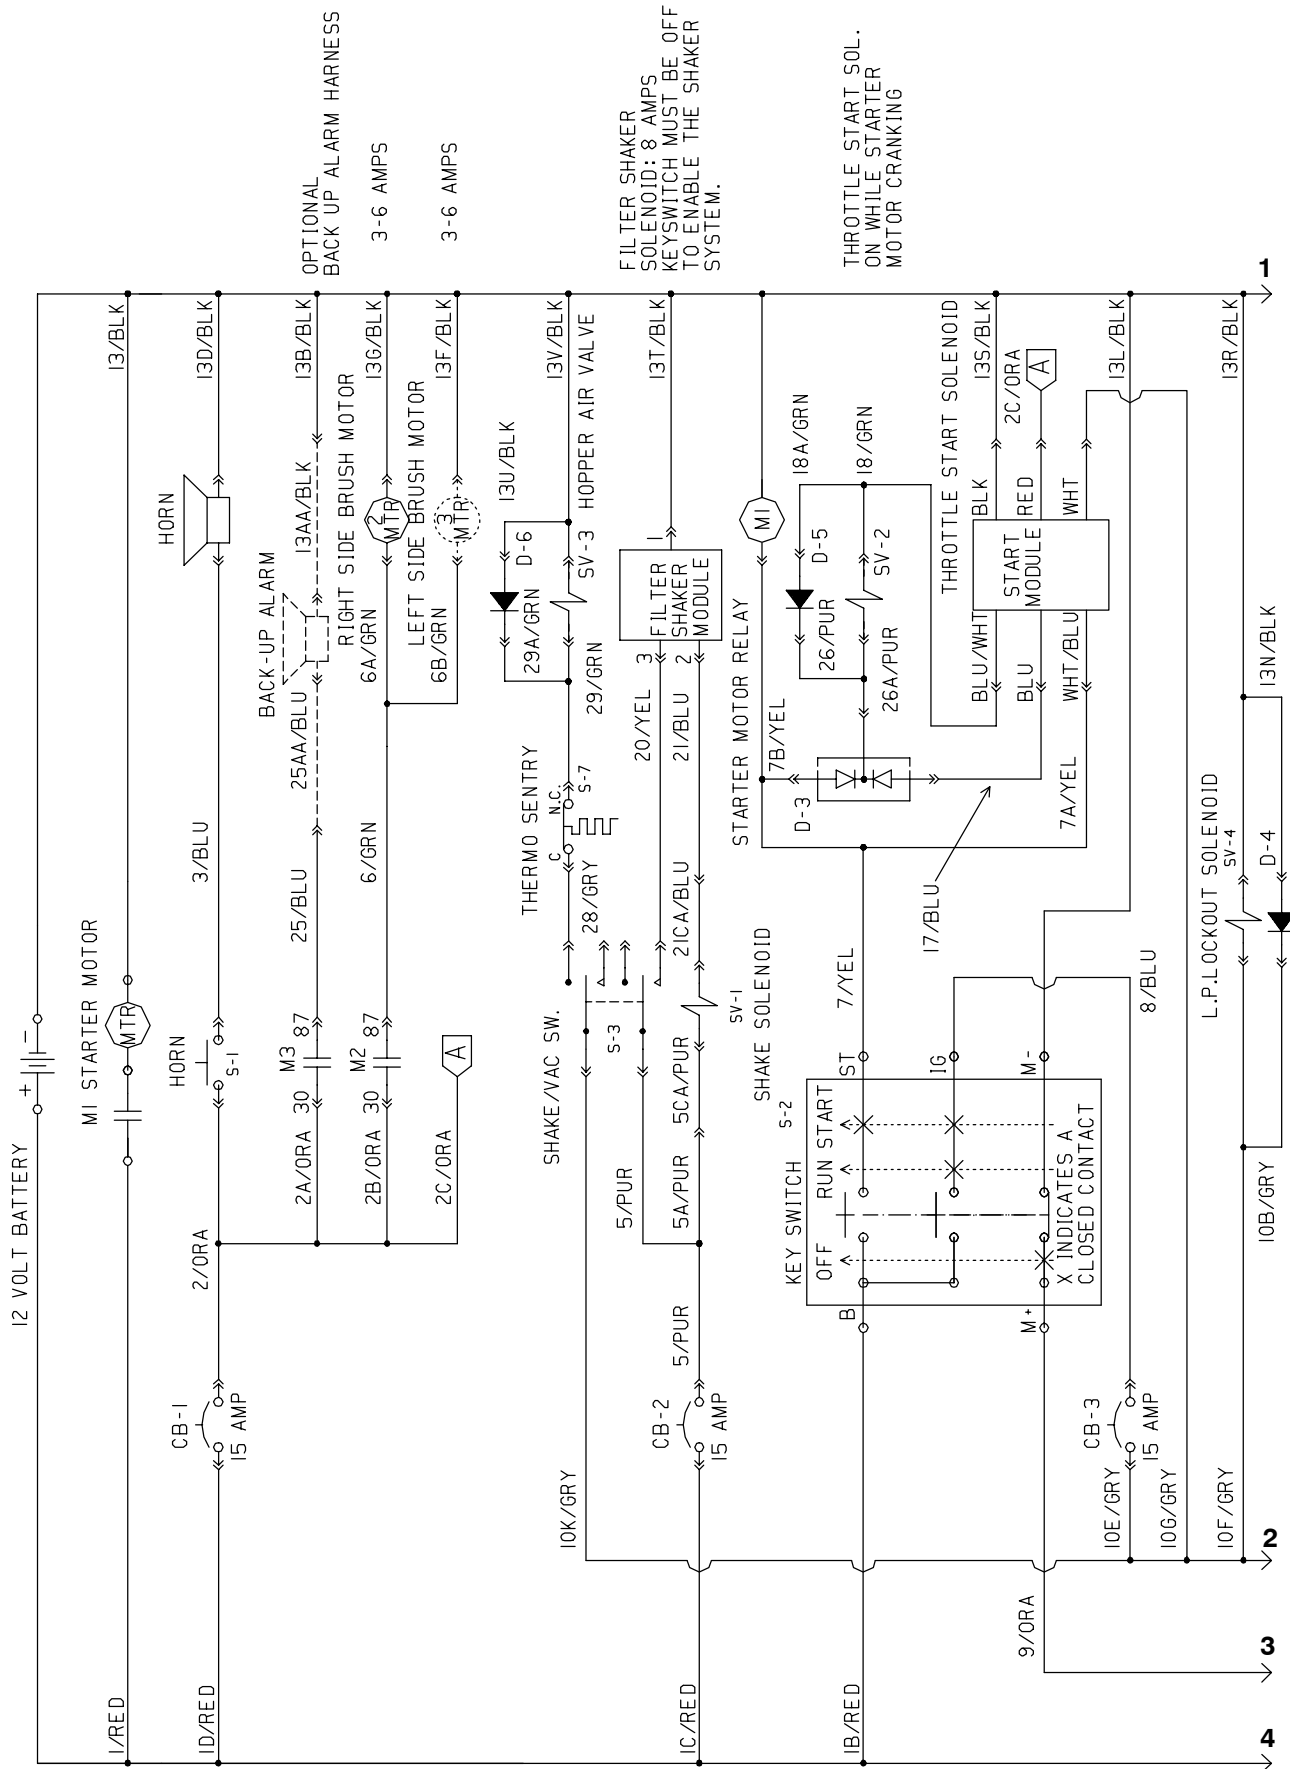 12 VOLT BATTERY
+
-
1/RED
M1 STARTER MOTOR
MTR
13/BLK
1D/RED
CB-1
15 AMP
2/ORA
HORN
S-1
3/BLU
HORN
13D/BLK
2A/ORA
30
M3
87
25/BLU
25AA/BLU
BACK-UP ALARM
13AA/BLK
13B/BLK
OPTIONAL
BACK UP ALARM HARNESS
2B/ORA
30
M2
87
6/GRN
6A/GRN
RIGHT SIDE BRUSH MOTOR
2
MTR
13G/BLK
3-6 AMPS
2C/ORA
A
6B/GRN
LEFT SIDE BRUSH MOTOR
3
MTR
13F/BLK
3-6 AMPS
10K/GRY
SHAKE/VAC SW.
S-3
28/GRY
THERMO SENTRY
C
N.C.
S-7
29/GRN
29A/GRN
D-6
13U/BLK
SV-3
HOPPER AIR VALVE
13V/BLK
5/PUR
20/YEL
3
FILTER
SHAKER
MODULE
1
13T/BLK
FILTER SHAKER
SOLENOID: 8 AMPS
KEYSWITCH MUST BE OFF
TO ENABLE THE SHAKER
SYSTEM.
1C/RED
CB-2
15 AMP
5/PUR
5A/PUR
5CA/PUR
SV-1
SHAKE SOLENOID
21CA/BLU
21/BLU
2
STARTER MOTOR RELAY
7B/YEL
M1
D-3
26/PUR
D-5
18A/GRN
26A/PUR
SV-2
18/GRN
THROTTLE START SOL.
ON WHILE STARTER
MOTOR CRANKING
THROTTLE START SOLENOID
1B/RED
B
KEY SWITCH
S-2
OFF
RUN
START
ST
7/YEL
IG
M+
M-
X INDICATES A
CLOSED CONTACT
17/BLU
BLU/WHT
BLU
WHT/BLU
START
MODULE
BLK
RED
WHT
13S/BLK
2C/ORA
A
7A/YEL
9/ORA
13L/BLK
10E/GRY
CB-3
15 AMP
8/BLU
10G/GRY
10F/GRY
10B/GRY
L.P.LOCKOUT SOLENOID
SV-4
D-4
13N/BLK
13R/BLK
1
2
3
4